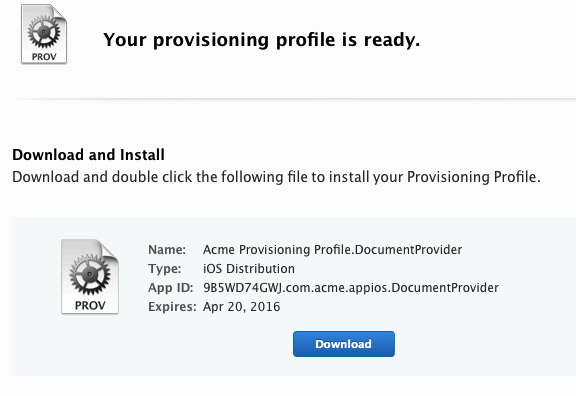 PROV
Your provisioning profile is ready.
Download and Install
Download and double click the following file to install your Provisioning Profile.
PROV
Name: Acme Provisioning Profile.DocumentProvider
Type: iOS Distribution
App ID: 9B5WD74GWJ.com.acme.appios.DocumentProvider
Expires: Apr 20, 2016
Download